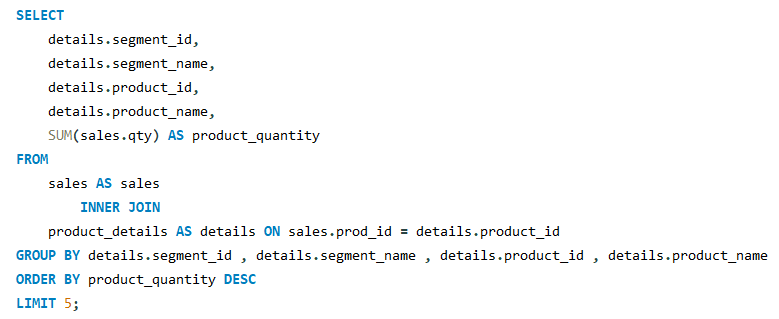 SELECT
    details.segment_id,
    details.segment_name,
    details.product_id,
    details.product_name,
    SUM(sales.qty) AS product_quantity
FROM
    sales AS sales
        INNER JOIN
    product_details AS details ON sales.prod_id = details.product_id
GROUP BY details.segment_id , details.segment_name , details.product_id , details.product_name
ORDER BY product_quantity DESC
LIMIT 5;